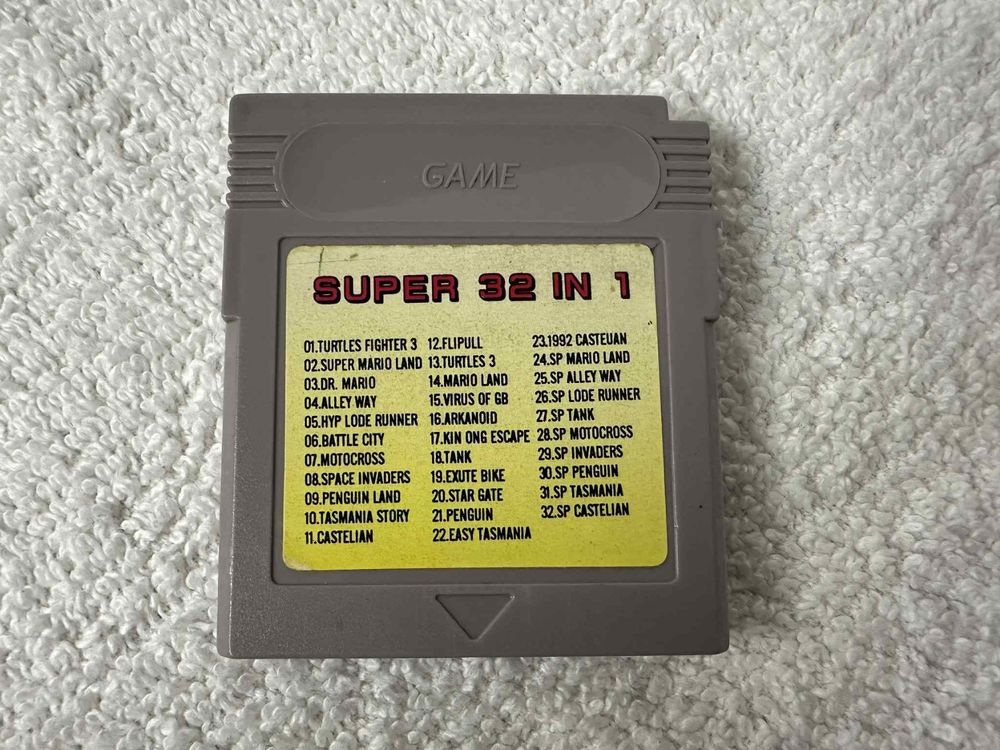 GAME
SUPER 32 IN 1
01.TURTLES FIGHTER 3
02.SUPER MARIO LAND
03.DR. MARIO
04.ALLEY WAY
05.HYP LODE RUNNER
06.BATTLE CITY
07.MOTOCROSS
08.SPACE INVADERS
09.PENGUIN LAND
10.TASMANIA STORY
11.CASTELIAN
12.FLIPULL
13.TURTLES 3
14.MARIO LAND
15.VIRUS OF GB
16.ARKANOID
17.KIN ONG ESCAPE
18.TANK
19.EXUTE BIKE
20.STAR GATE
21.PENGUIN
22.EASY TASMANIA
23.1992 CASTEUAN
24.SP MARIO LAND
25.SP ALLEY WAY
26.SP LODE RUNNER
27.SP TANK
28.SP MOTOCROSS
29.SP INVADERS
30.SP PENGUIN
31.SP TASMANIA
32.SP CASTELIAN